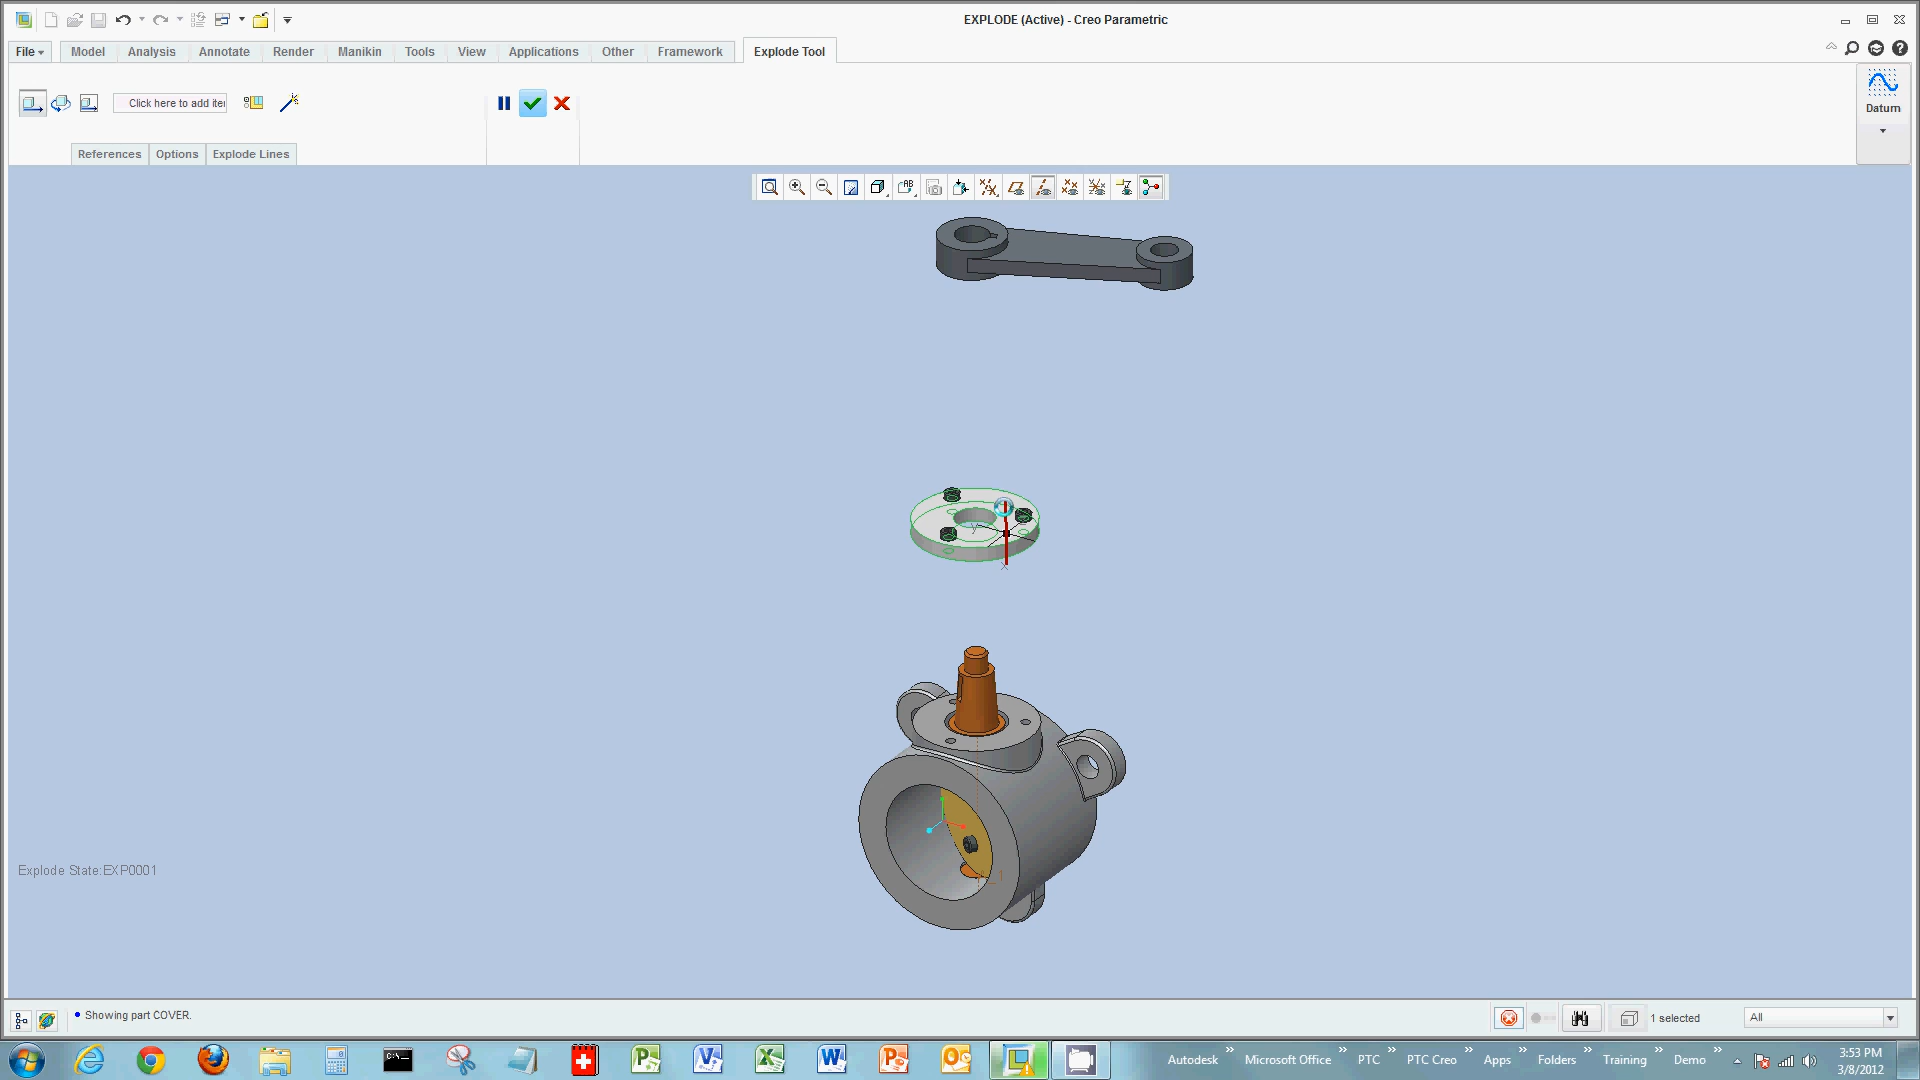 EXPLODE (Active) - Creo Parametric
File Model Analysis Annotate Render Manikin Tools View Applications Other Framework Explode Tool
Click here to add iter
Datum
References Options Explode Lines
Explode State:EXP0001
Showing part COVER.
1 selected
All
Autodesk Microsoft Office PTC PTC Creo Apps Folders Training Demo
3:53 PM
3/8/2012